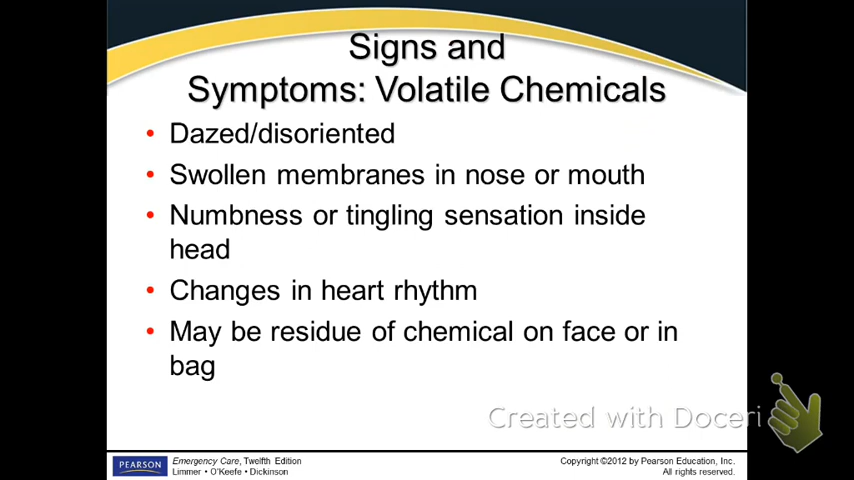 Signs and
Symptoms: Volatile Chemicals
• Dazed/disoriented
• Swollen membranes in nose or mouth
• Numbness or tingling sensation inside
head
• Changes in heart rhythm
• May be residue of chemical on face or in
bag
Created with Doceri
PEARSON
Emergency Care, Twelfth Edition
Limmer • O'Keefe • Dickinson
Copyright ©2012 by Pearson Education, Inc.
All rights reserved.